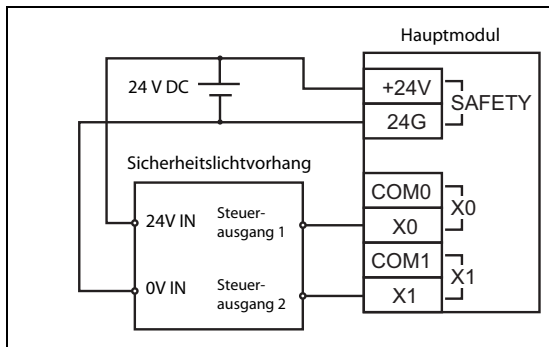 Hauptmodul
24 V DC
+24V
24G
SAFETY
Sicherheitslichtvorhang
24V IN
Steuer-
ausgang 1
0V IN
Steuer-
ausgang 2
COM0
X0
X0
COM1
X1
X1